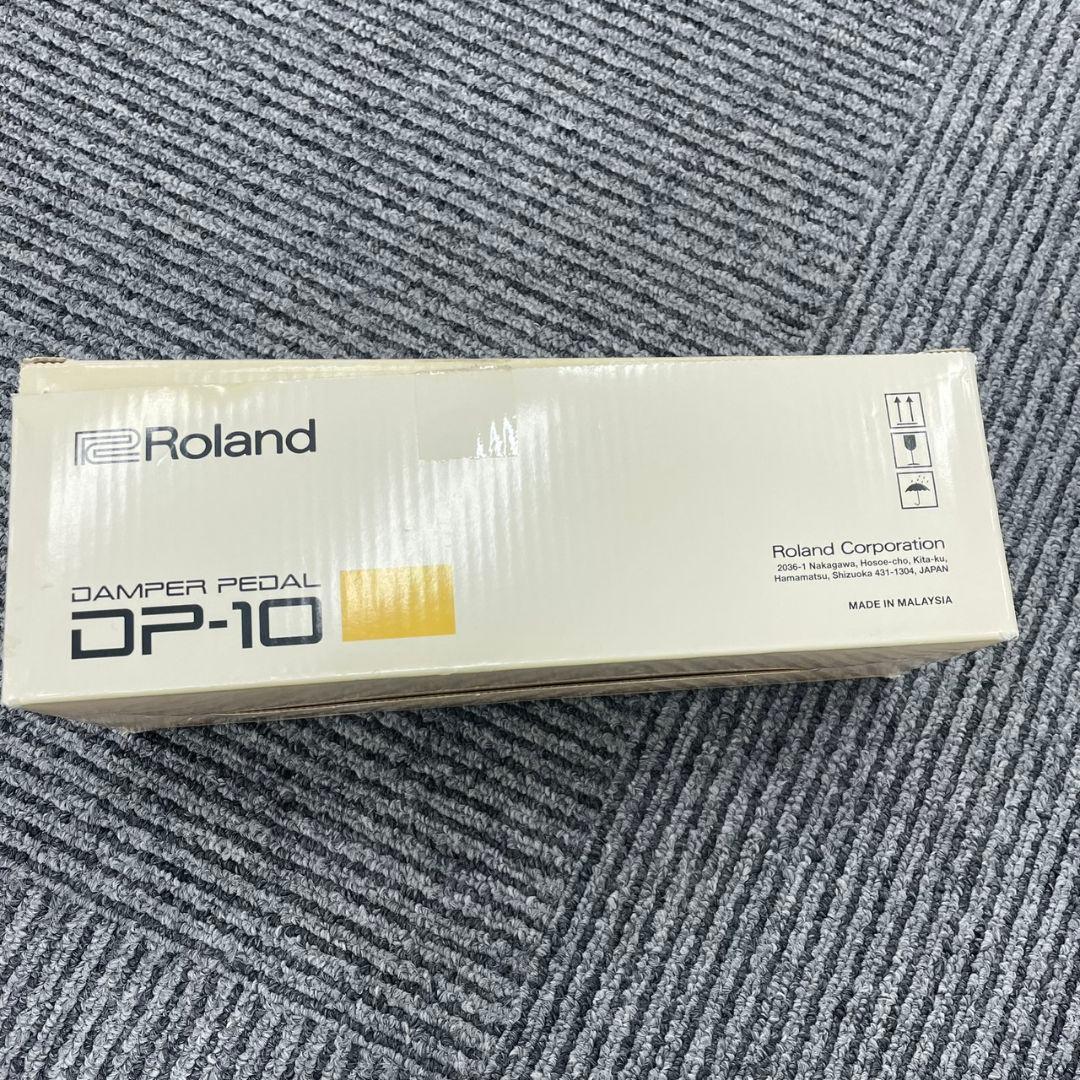 Roland
DAMPER PEDAL
DP-10
Roland Corporation
2036-1 Nakagawa, Hosoe-cho, Kita-ku,
Hamamatsu, Shizuoka 431-1304, JAPAN
MADE IN MALAYSIA